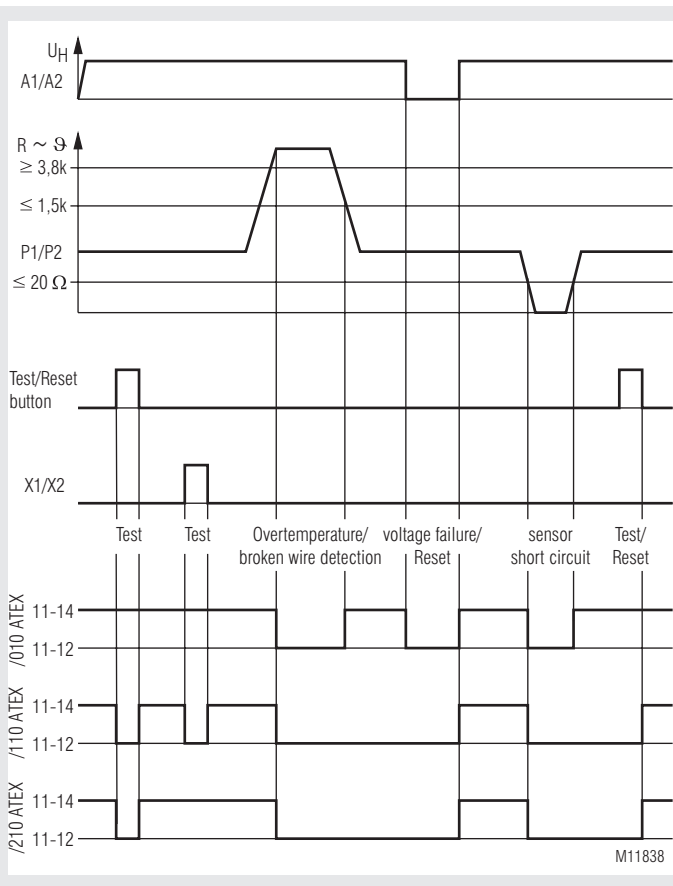 UH
A1/A2
R ~ ϑ
≥ 3,8k
≤ 1,5k
P1/P2
≤ 20 Ω
Test/Reset
button
X1/X2
Test
Test
Overtemperature/
broken wire detection
voltage failure/
Reset
sensor
short circuit
Test/
Reset
/010 ATEX
11-14
11-12
/110 ATEX
11-14
11-12
/210 ATEX
11-14
11-12
M11838